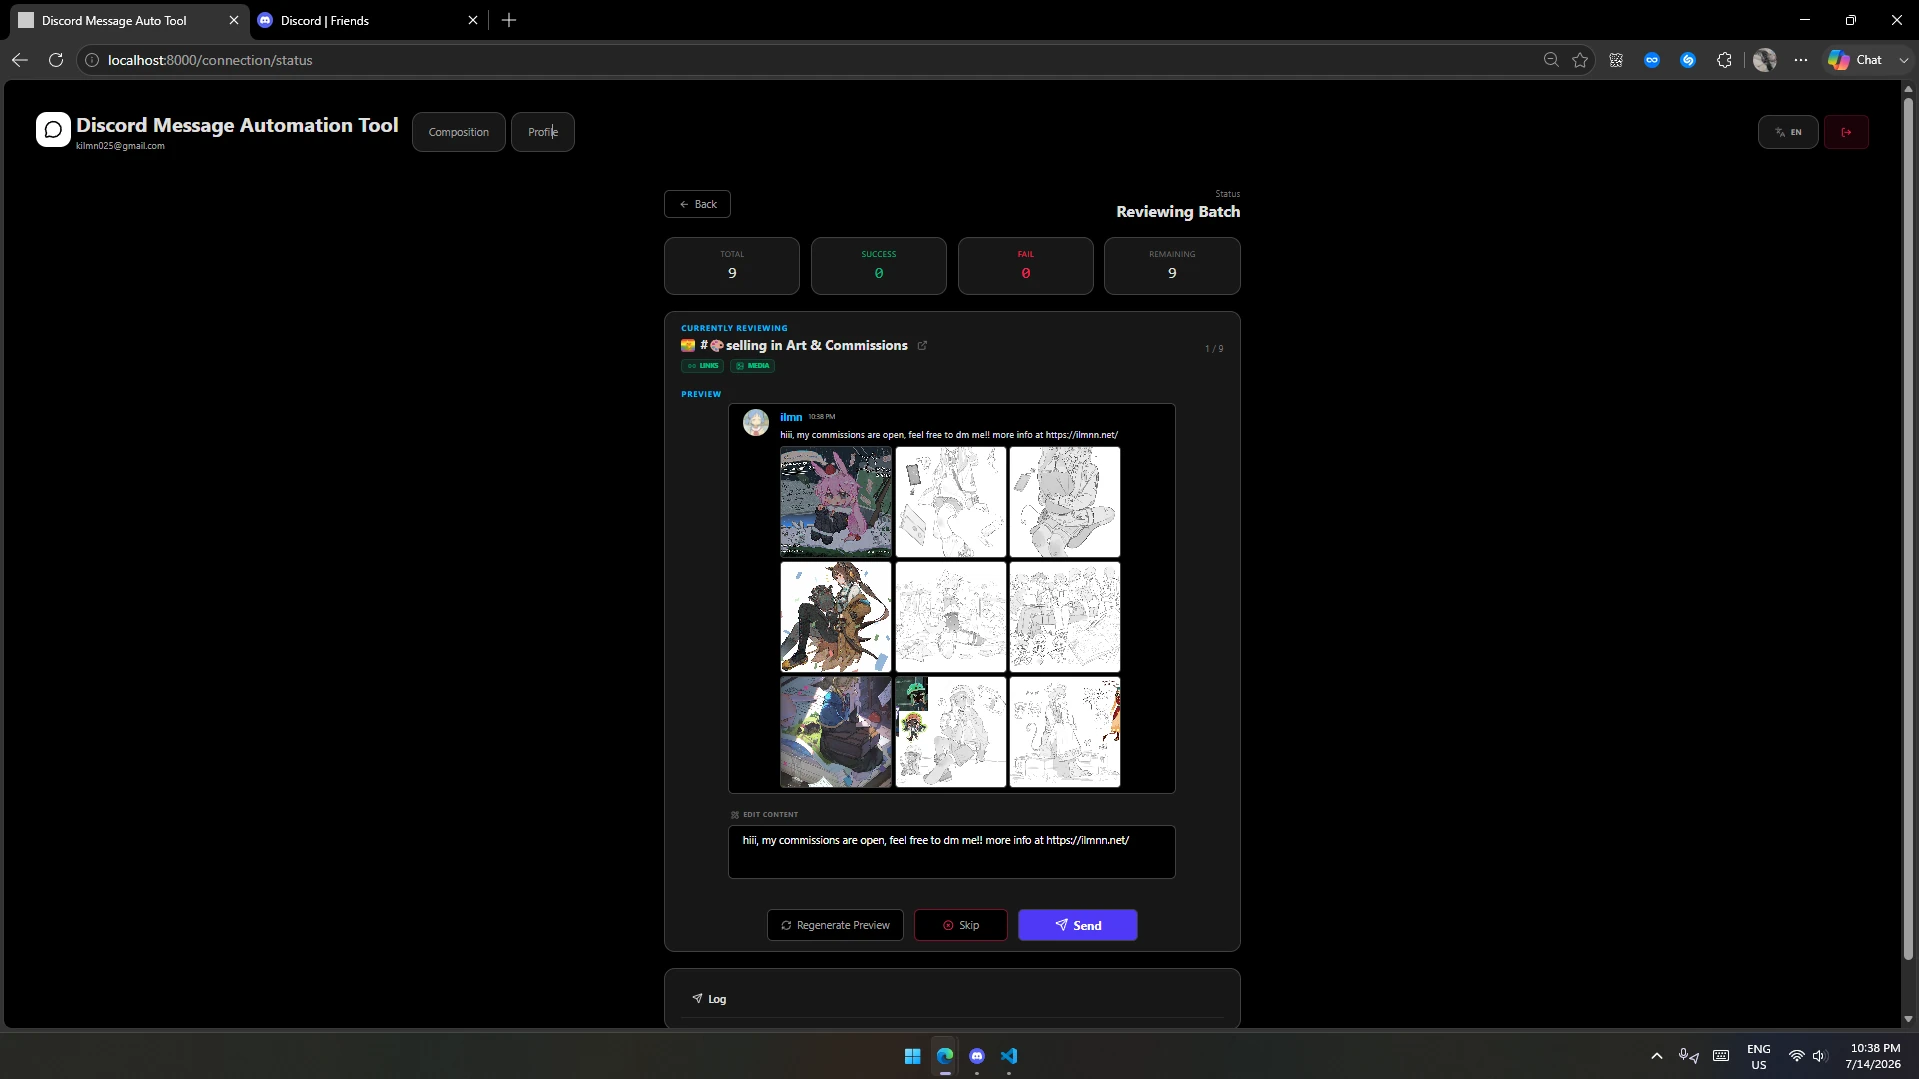 Discord Message Auto Tool
Discord | Friends
localhost:8000/connection/status
Chat
Discord Message Automation Tool
kilmn025@gmail.com
Composition
Profile
EN
Back
Status
Reviewing Batch
TOTAL
9
SUCCESS
0
FAIL
0
REMAINING
9
CURRENTLY REVIEWING
#🎨selling in Art & Commissions
1 / 9
LINKS
MEDIA
PREVIEW
ilmn 10:38 PM
hiii, my commissions are open, feel free to dm me!! more info at https://ilmnn.net/
EDIT CONTENT
hiii, my commissions are open, feel free to dm me!! more info at https://ilmnn.net/
Regenerate Preview
Skip
Send
Log
ENG
US
10:38 PM
7/14/2026